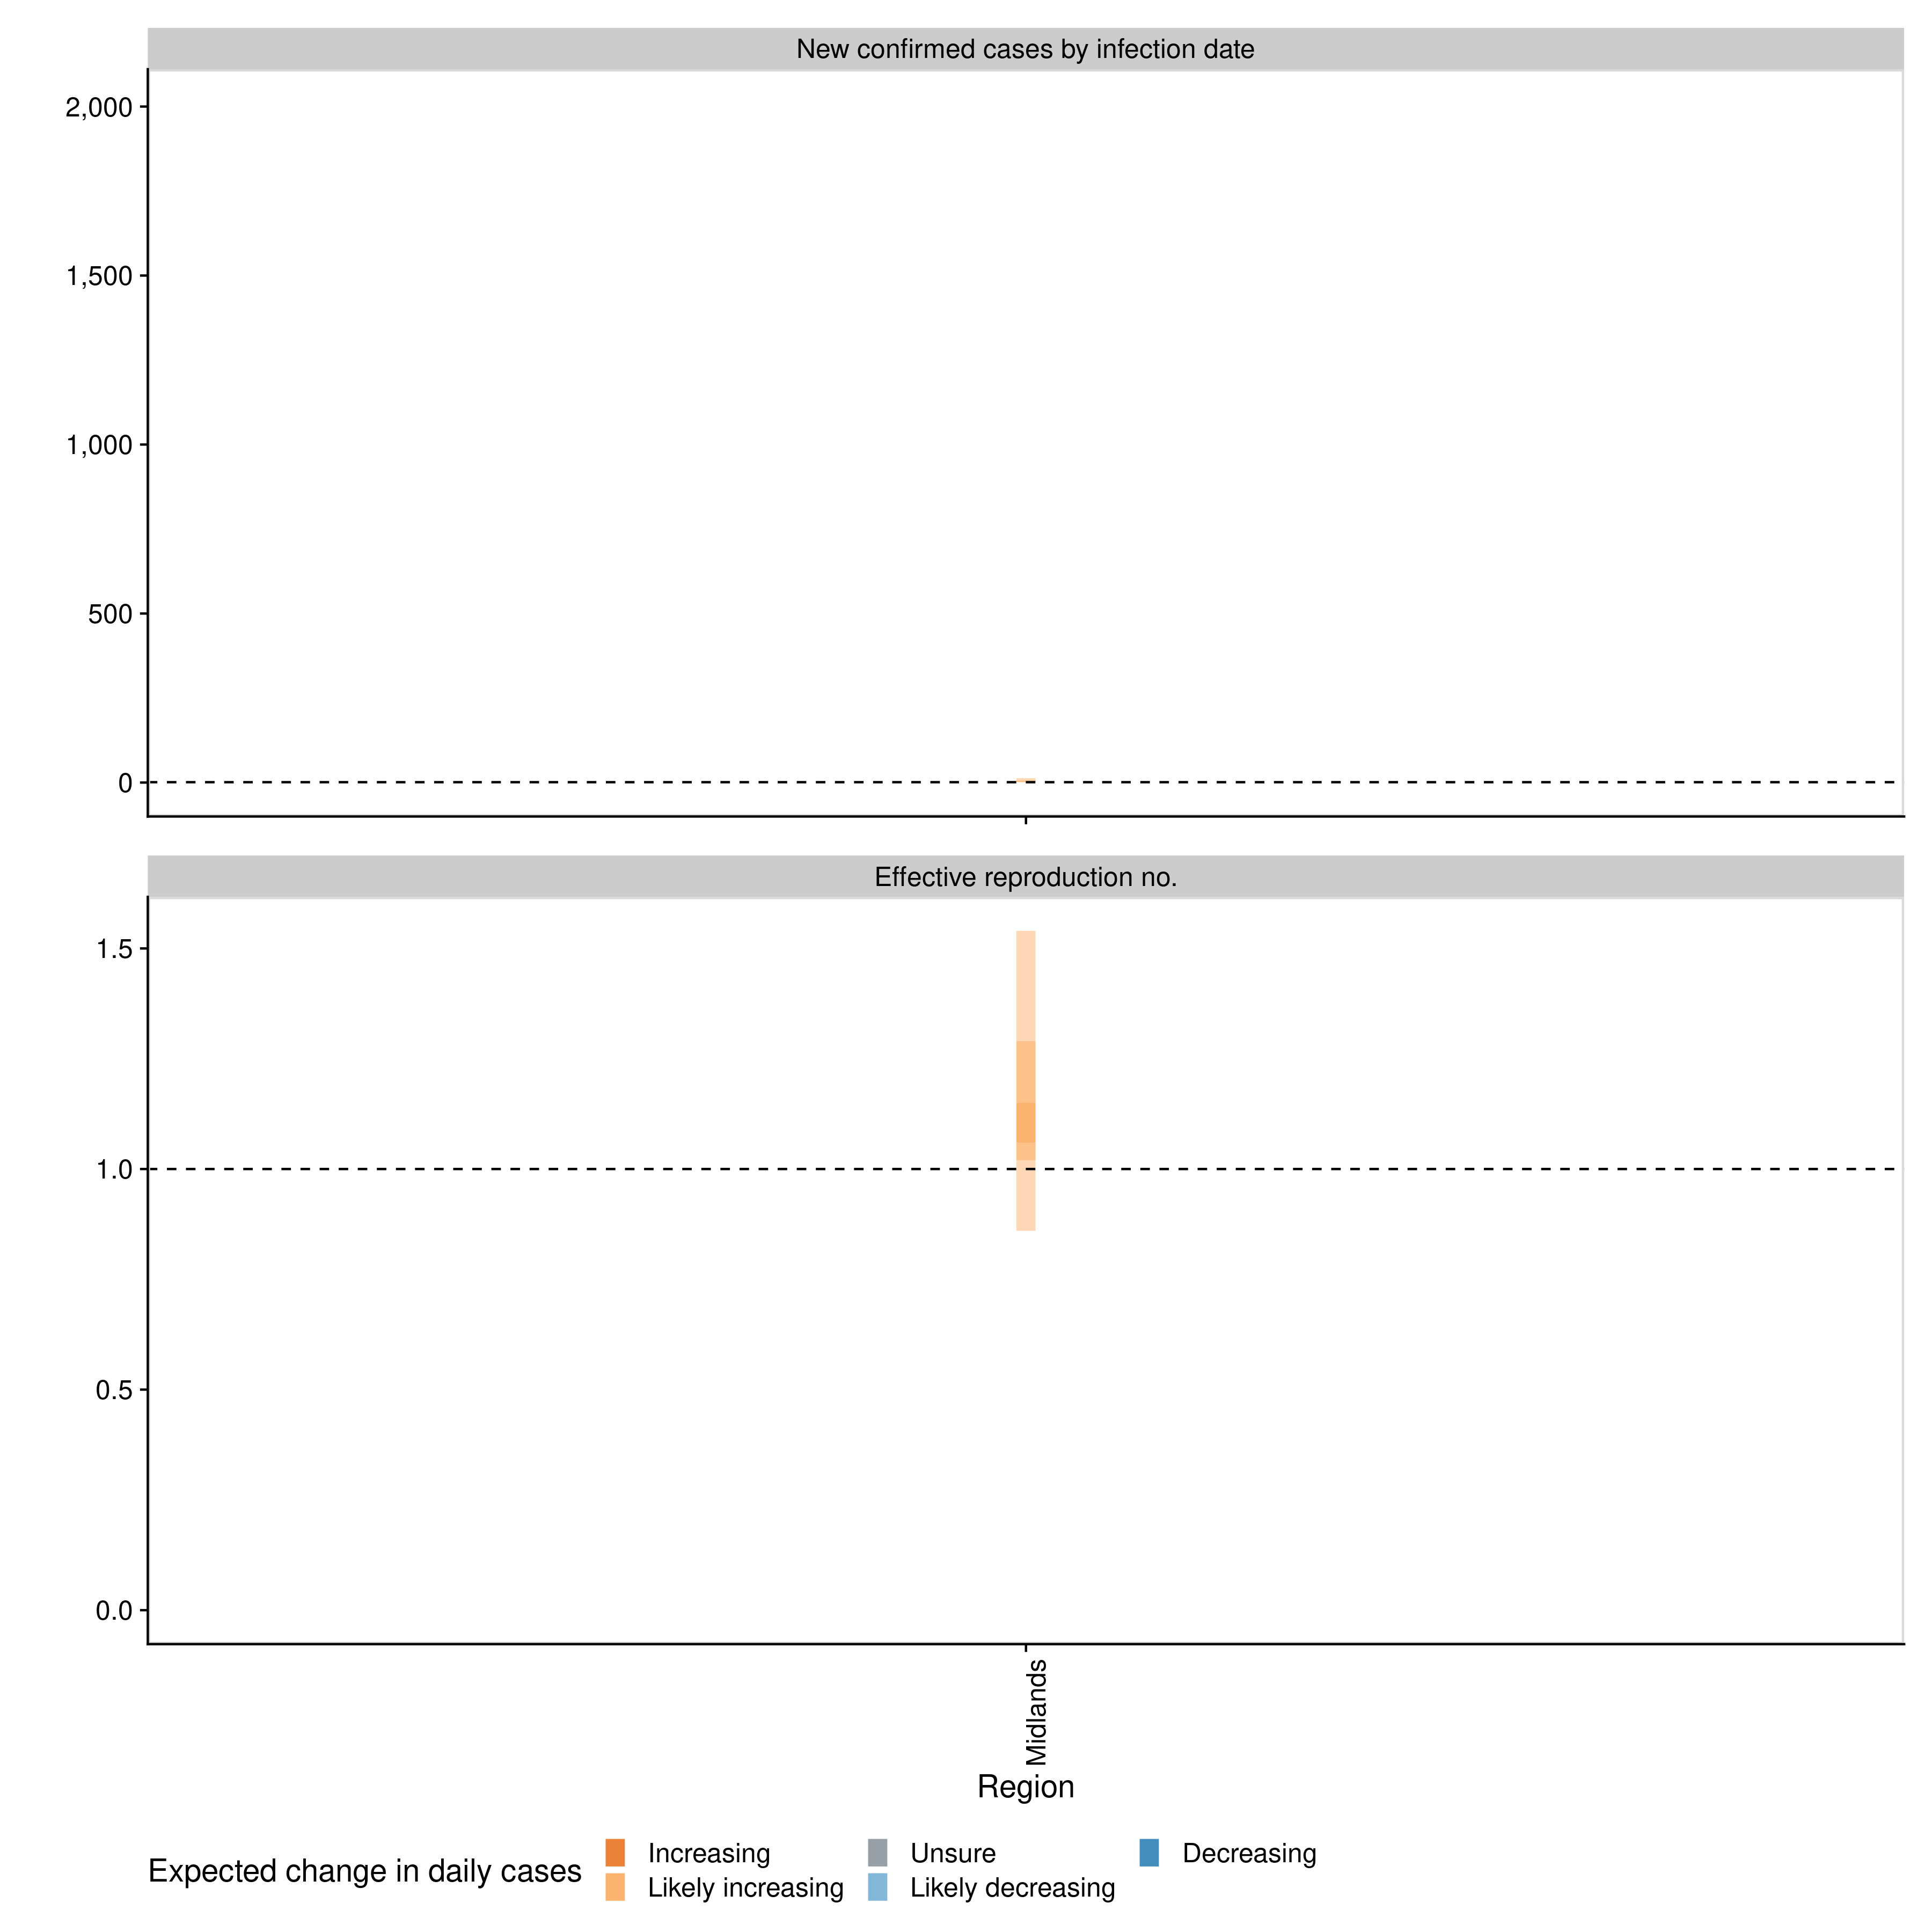 New confirmed cases by infection date
2,000
1,500
1,000
500
0
Effective reproduction no.
1.5
1.0
0.5
0.0
Midlands
Region
Expected change in daily cases
Increasing
Likely increasing
Unsure
Likely decreasing
Decreasing